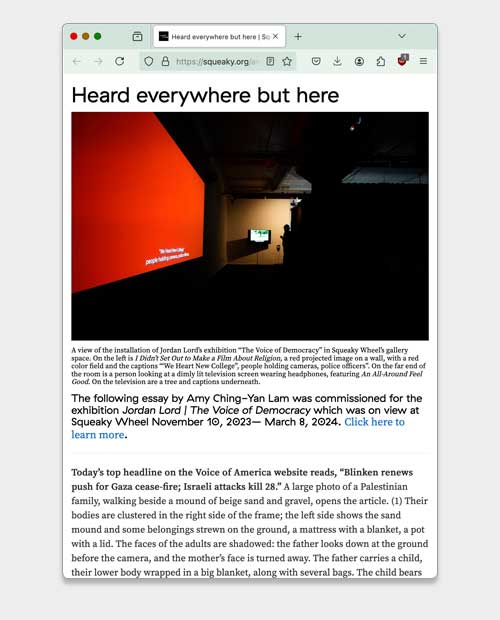 Heard everywhere but here | Sq
https://squeaky.org/
Heard everywhere but here
"We Heart New College"
people holding cameras, police officers
A view of the installation of Jordan Lord's exhibition “The Voice of Democracy” in Squeaky Wheel's gallery
space. On the left is I Didn't Set Out to Make a Film About Religion, a red projected image on a wall, with a red
color field and the captions “‘We Heart New College”, people holding cameras, police officers”. On the far end of
the room is a person looking at a dimly lit television screen wearing headphones, featuring An All-Around Feel
Good. On the television are a tree and captions underneath.
The following essay by Amy Ching-Yan Lam was commissioned for the
exhibition Jordan Lord | The Voice of Democracy which was on view at
Squeaky Wheel November 10, 2023— March 8, 2024. Click here to
learn more.
Today's top headline on the Voice of America website reads, “Blinken renews
push for Gaza cease-fire; Israeli attacks kill 28.” A large photo of a Palestinian
family, walking beside a mound of beige sand and gravel, opens the article. (1) Their
bodies are clustered in the right side of the frame; the left side shows the sand
mound and some belongings strewn on the ground, a mattress with a blanket, a pot
with a lid. The faces of the adults are shadowed: the father looks down at the ground
before the camera, and the mother's face is turned away. The father carries a child,
their lower body wrapped in a big blanket, along with several bags. The child bears